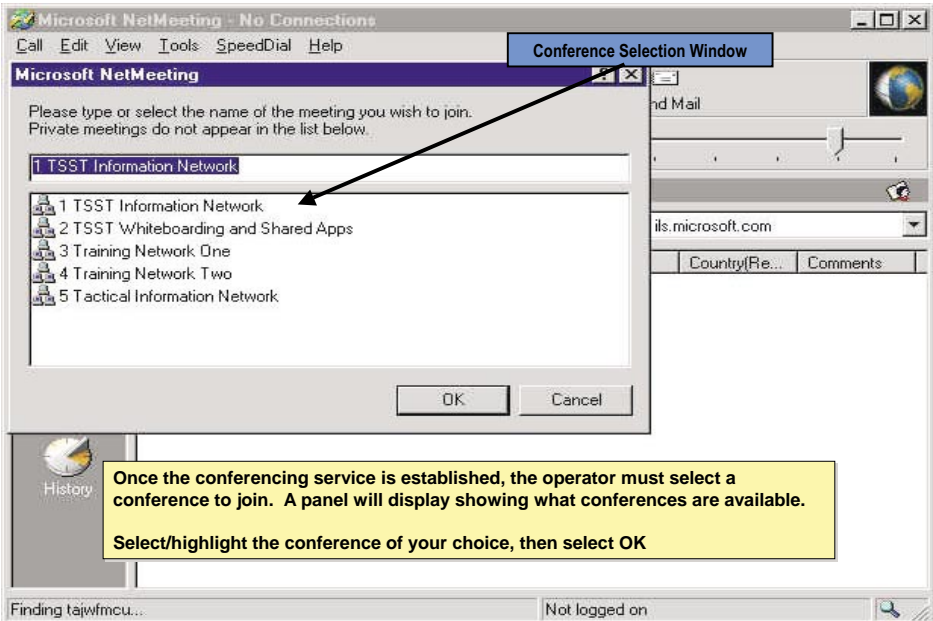 Microsoft NetMeeting - No Connections
Call Edit View Tools SpeedDial Help
Conference Selection Window
Microsoft NetMeeting
nd Mail
Please type or select the name of the meeting you wish to join.
Private meetings do not appear in the list below.
1 TSST Information Network
1 TSST Information Network
2 TSST Whiteboarding and Shared Apps
3 Training Network One
4 Training Network Two
5 Tactical Information Network
ils.microsoft.com
Country(Re... Comments
OK Cancel
History
Once the conferencing service is established, the operator must select a
conference to join. A panel will display showing what conferences are available.
Select/highlight the conference of your choice, then select OK
Finding tajwfmcu... Not logged on